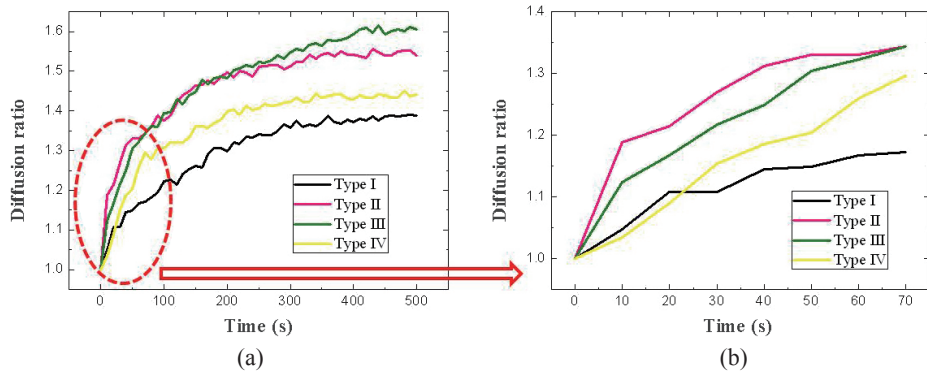 1.6
1.5
1.4
1.3
1.2
1.1
1.0
Diffusion ratio
Type I
Type II
Type III
Type IV
0
100
200
300
400
500
Time (s)
(a)
1.4
1.3
1.2
1.1
1.0
Diffusion ratio
Type I
Type II
Type III
Type IV
0
10
20
30
40
50
60
70
Time (s)
(b)